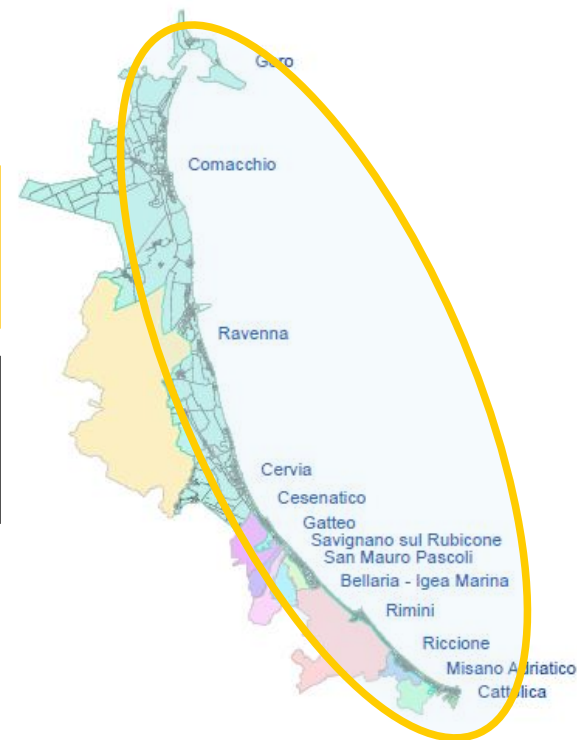 Goro
Comacchio
Ravenna
Cervia
Cesenatico
Gatteo
Savignano sul Rubicone
San Mauro Pascoli
Bellaria - Igea Marina
Rimini
Riccione
Misano Adriatico
Cattolica